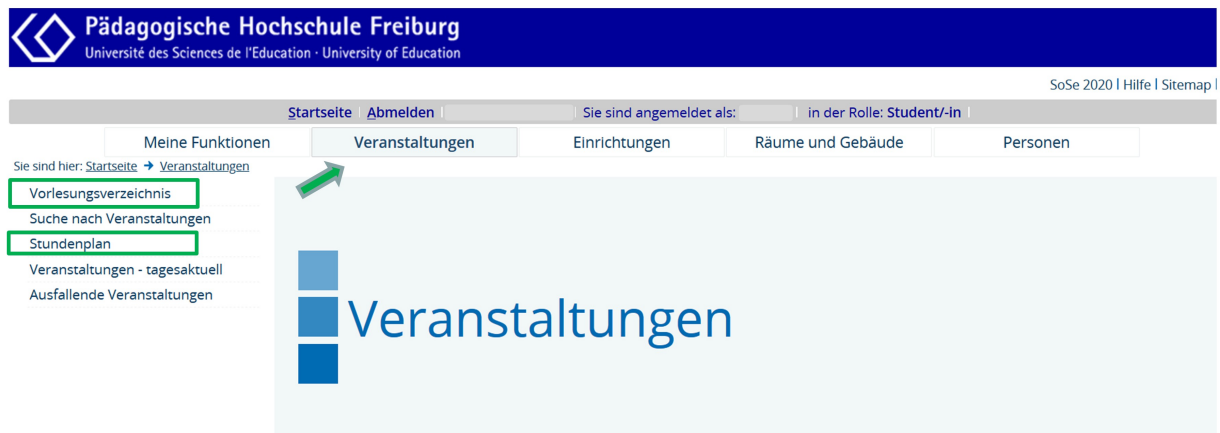 Pädagogische Hochschule Freiburg
Université des Sciences de l'Education · University of Education
SoSe 2020 | Hilfe | Sitemap |
Startseite | Abmelden | | Sie sind angemeldet als: | in der Rolle: Student/-in |
Meine Funktionen Veranstaltungen Einrichtungen Räume und Gebäude Personen
Sie sind hier: Startseite ➔ Veranstaltungen
Vorlesungsverzeichnis
Suche nach Veranstaltungen
Stundenplan
Veranstaltungen - tagesaktuell
Ausfallende Veranstaltungen
Veranstaltungen